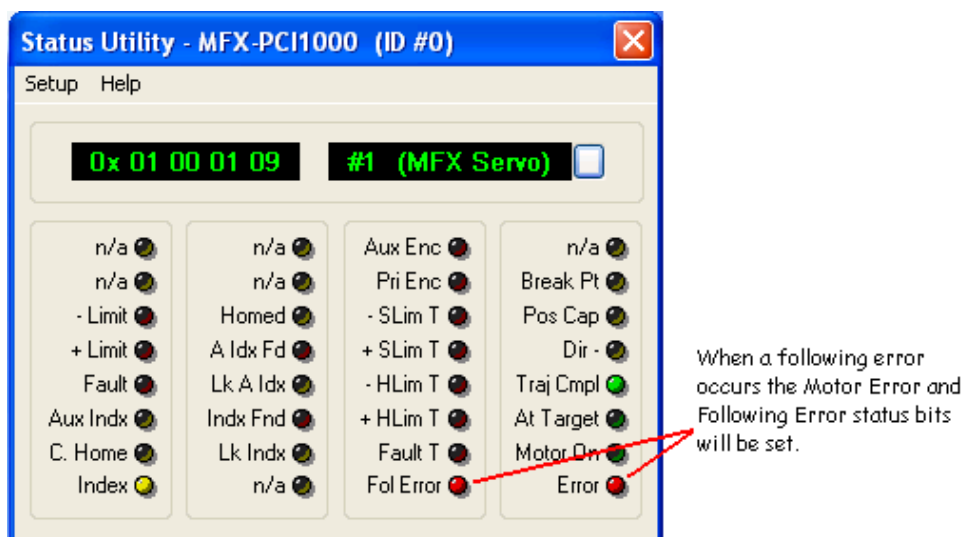 Status Utility - MFX-PCI1000 (ID #0)
Setup Help
0x 01 00 01 09
#1 (MFX Servo)
n/a
n/a
- Limit
+ Limit
Fault
Aux Indx
C. Home
Index
n/a
n/a
Homed
A Idx Fd
Lk A Idx
Indx Fnd
Lk Indx
n/a
Aux Enc
Pri Enc
- SLim T
+ SLim T
- HLim T
+ HLim T
Fault T
Fol Error
n/a
Break Pt
Pos Cap
Dir -
Traj Cmpl
At Target
Motor On
Error
When a following error
occurs the Motor Error and
Following Error status bits
will be set.